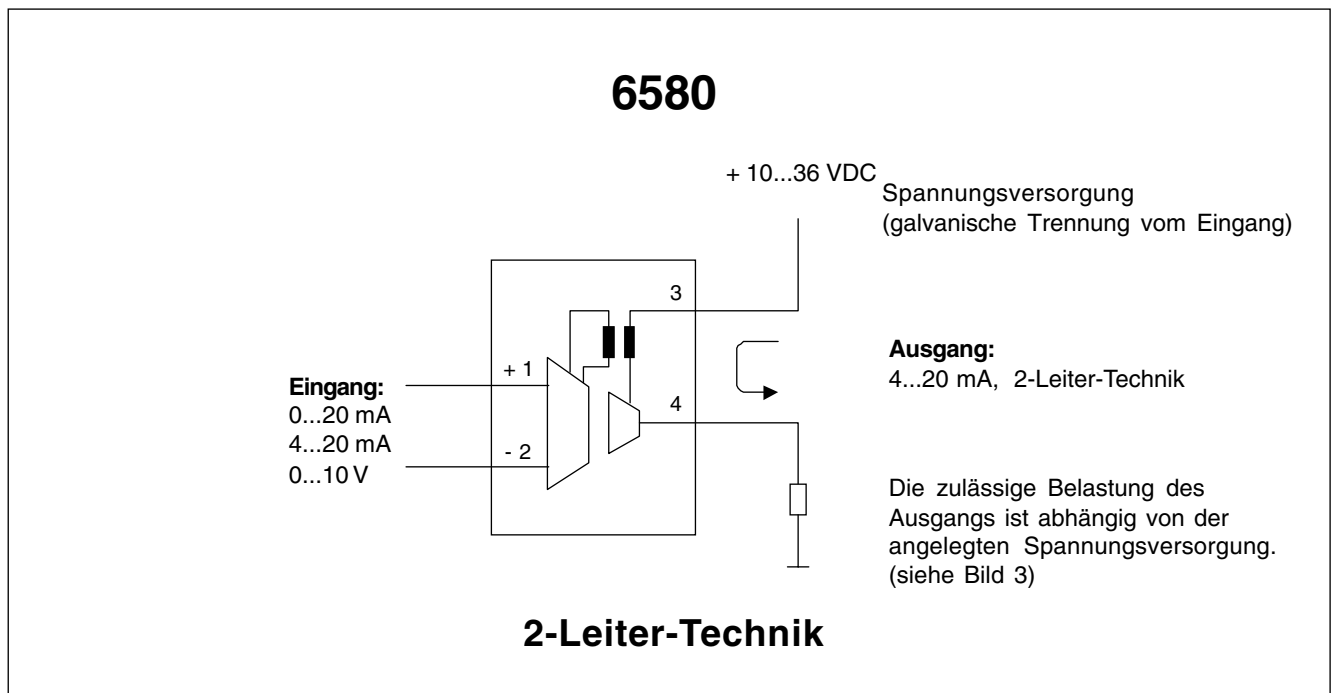 6580
+ 10...36 VDC
Spannungsversorgung
(galvanische Trennung vom Eingang)
3
+ 1
Eingang:
0...20 mA
4...20 mA
0...10 V
- 2
4
Ausgang:
4...20 mA, 2-Leiter-Technik
Die zulässige Belastung des
Ausgangs ist abhängig von der
angelegten Spannungsversorgung.
(siehe Bild 3)
2-Leiter-Technik